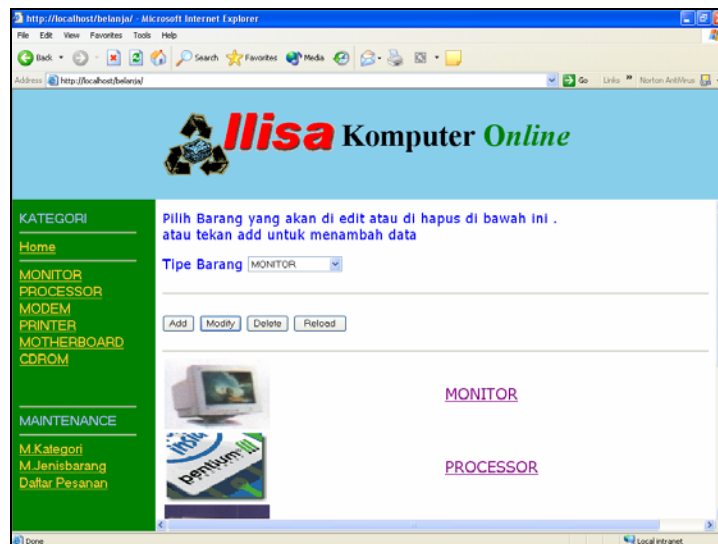 http://localhost/belanja/ - Microsoft Internet Explorer
File Edit View Favorites Tools Help
Back Search Favorites Media
Address http://localhost/belanja/ Go Links » Norton AntiVirus
Ilisa Komputer Online
KATEGORI
Home
MONITOR
PROCESSOR
MODEM
PRINTER
MOTHERBOARD
CDROM
MAINTENANCE
M.Kategori
M.Jenisbarang
Daftar Pesanan
Pilih Barang yang akan di edit atau di hapus di bawah ini .
atau tekan add untuk menambah data
Tipe Barang MONITOR
Add Modify Delete Reload
MONITOR
pentium III
PROCESSOR
Done Local intranet